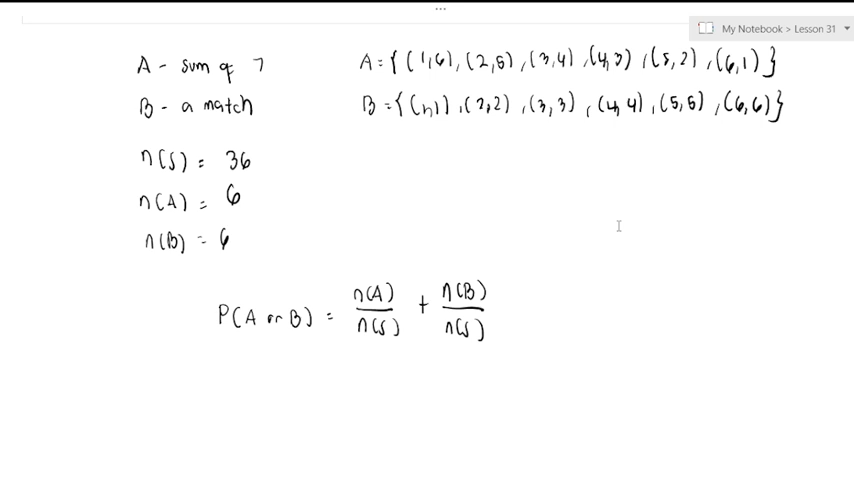 My Notebook > Lesson 31
A - sum of 7
A = { (1,6), (2,5), (3,4), (4,3), (5,2), (6,1) }
B - a match
B = { (1,1), (2,2), (3,3), (4,4), (5,5), (6,6) }
n(S) = 36
n(A) = 6
n(B) = 6
P(A or B) = n(A)/n(S) + n(B)/n(S)